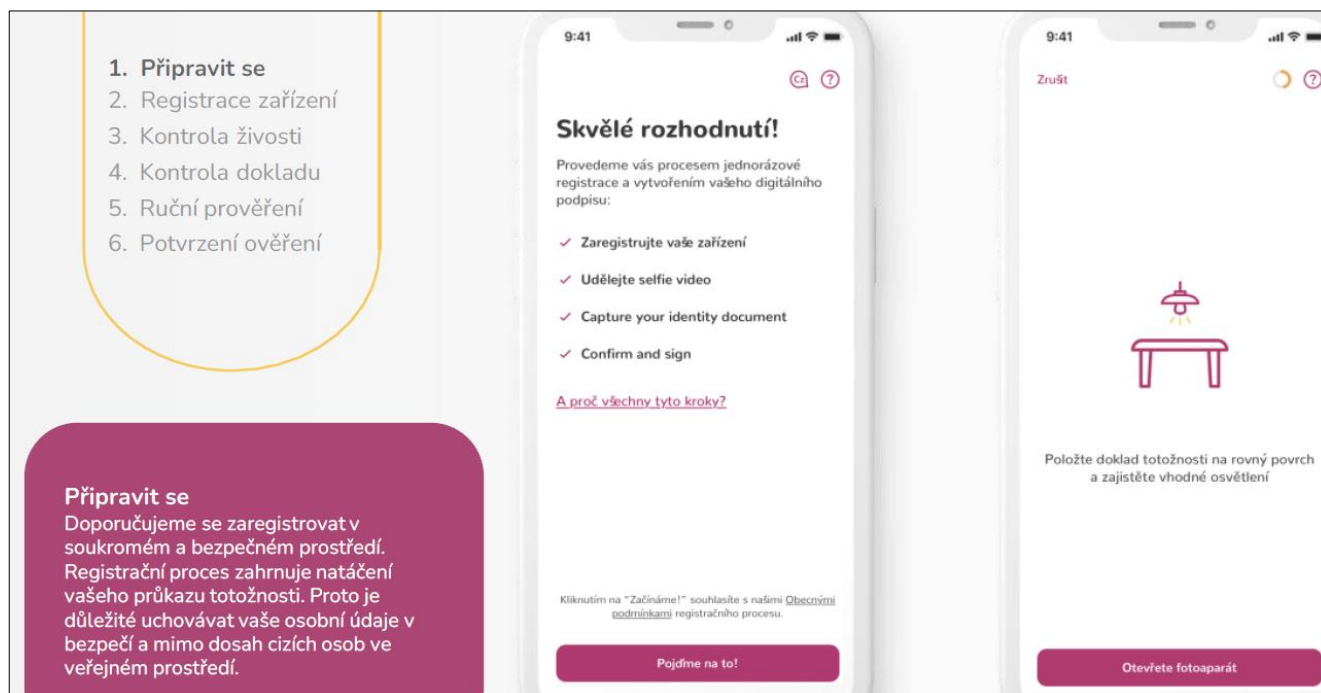 1. Připravit se
2. Registrace zařízení
3. Kontrola živosti
4. Kontrola dokladu
5. Ruční prověření
6. Potvrzení ověření
Připravit se
Doporučujeme se zaregistrovat v
soukromém a bezpečném prostředí.
Registrační proces zahrnuje natáčení
vašeho průkazu totožnosti. Proto je
důležité uchovávat vaše osobní údaje v
bezpečí a mimo dosah cizích osob ve
veřejném prostředí.
9:41
Cz ?
Skvělé rozhodnutí!
Provedeme vás procesem jednorázové
registrace a vytvořením vašeho digitálního
podpisu:
Zaregistrujte vaše zařízení
Udělejte selfie video
Capture your identity document
Confirm and sign
A proč všechny tyto kroky?
Kliknutím na "Začínáme!" souhlasíte s našimi Obecnými
podmínkami registračního procesu.
Pojďme na to!
9:41
Zrušit ?
Položte doklad totožnosti na rovný povrch
a zajistěte vhodné osvětlení
Otevřete fotoaparát